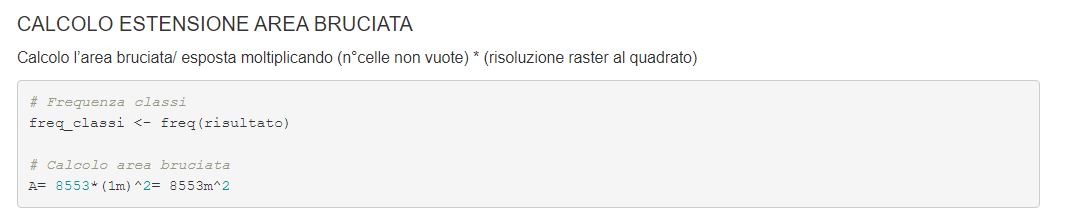 CALCOLO ESTENSIONE AREA BRUCIATA
Calcolo l’area bruciata/ esposta moltiplicando (n°celle non vuote) * (risoluzione raster al quadrato)
# Frequenza classi
freq_classi <- freq(risultato)
# Calcolo area bruciata
A= 8553*(1m)^2= 8553m^2